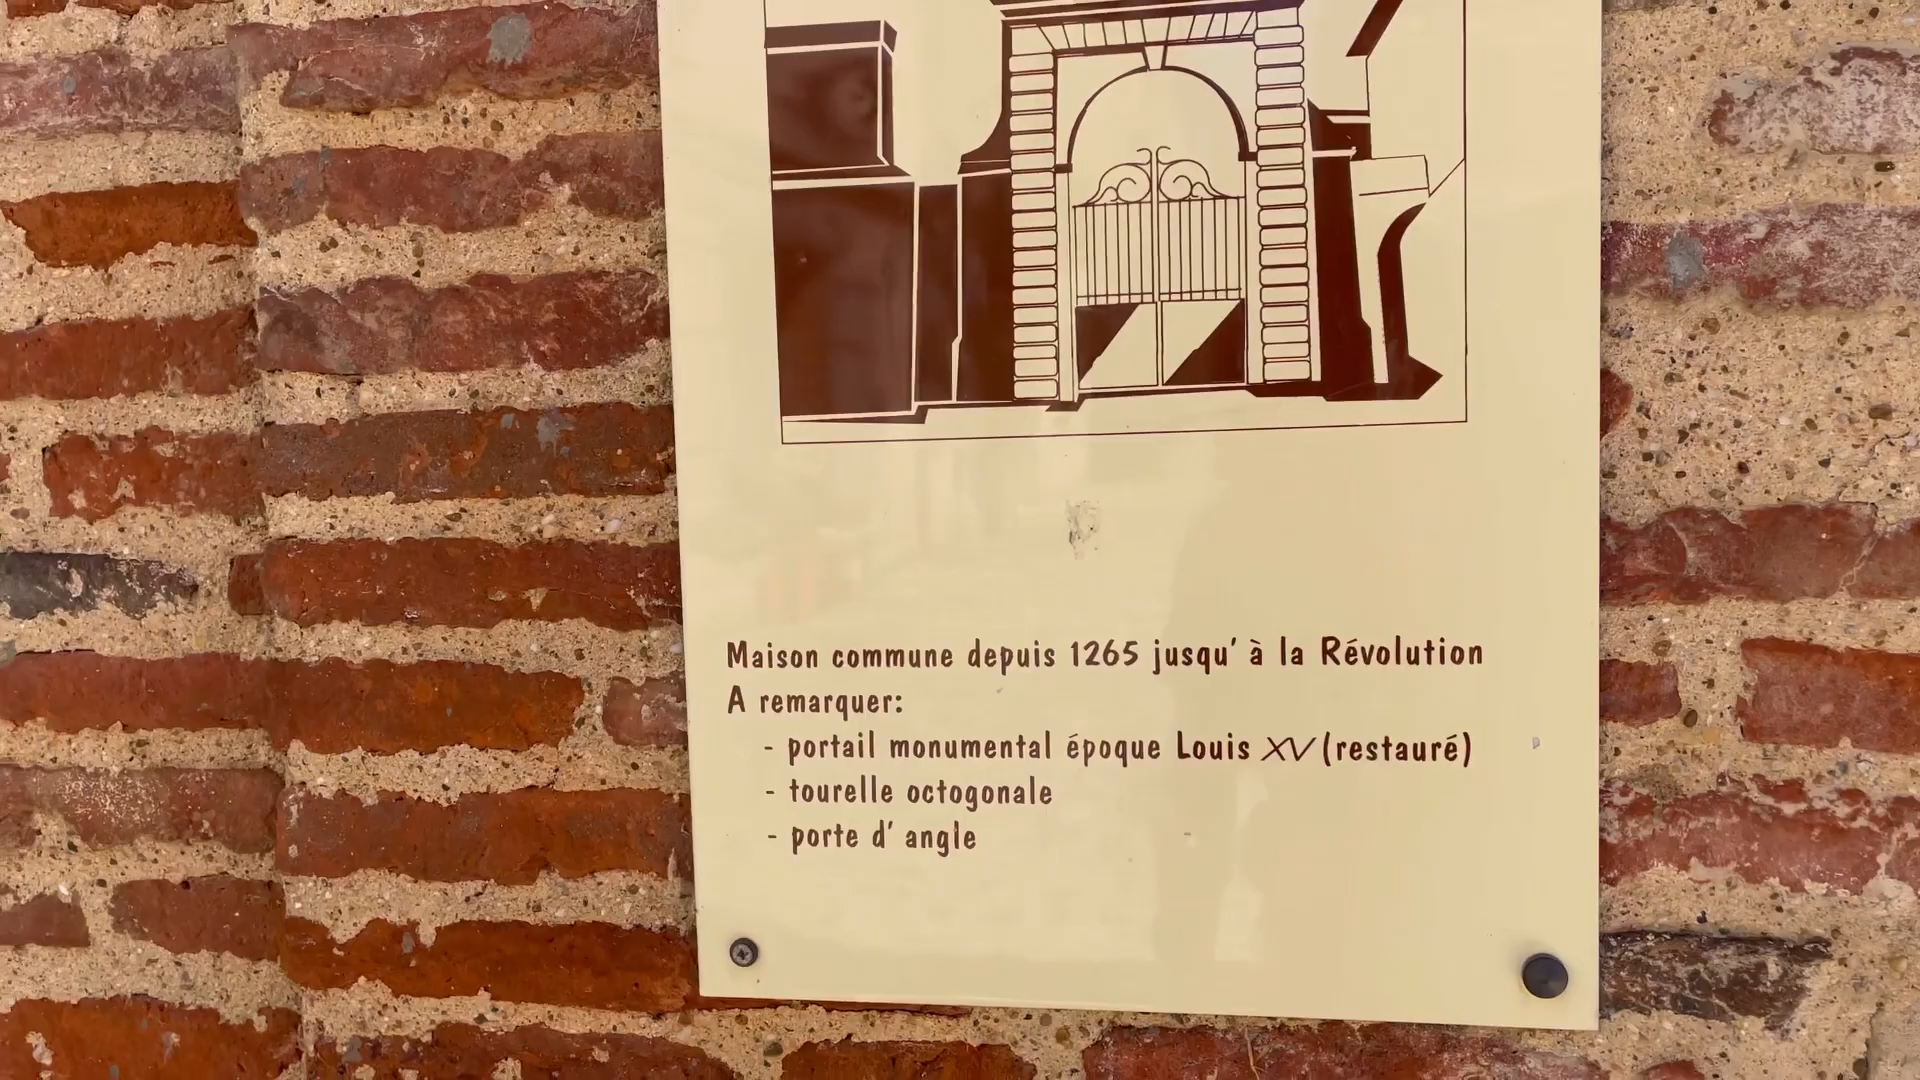 Maison commune depuis 1265 jusqu' à la Révolution
A remarquer:
- portail monumental époque Louis XV (restauré)
- tourelle octogonale
- porte d' angle